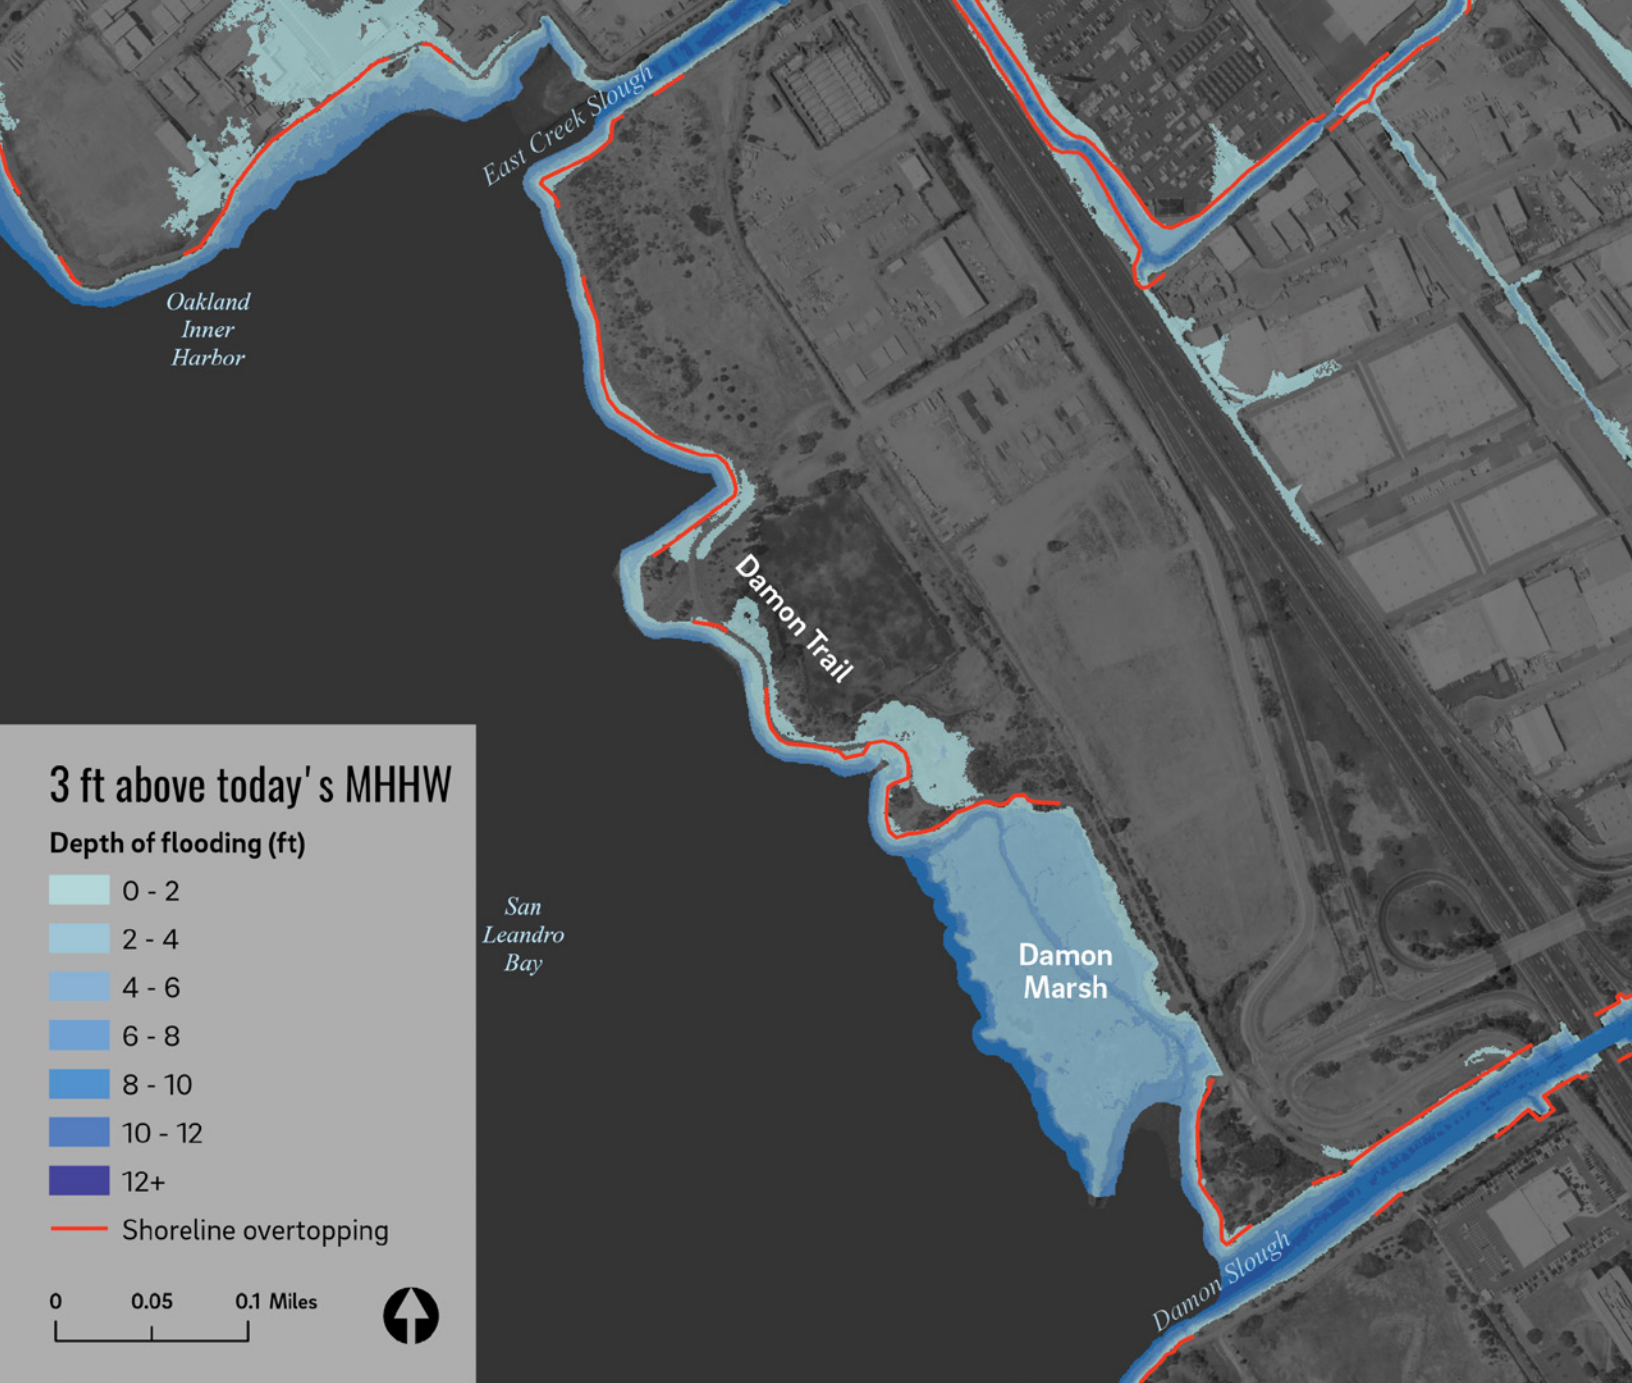 East Creek Slough
Oakland
Inner
Harbor
Damon Trail
3 ft above today's MHHW
Depth of flooding (ft)
0 - 2
2 - 4
4 - 6
6 - 8
8 - 10
10 - 12
12+
Shoreline overtopping
0 0.05 0.1 Miles
San
Leandro
Bay
Damon
Marsh
Damon Slough